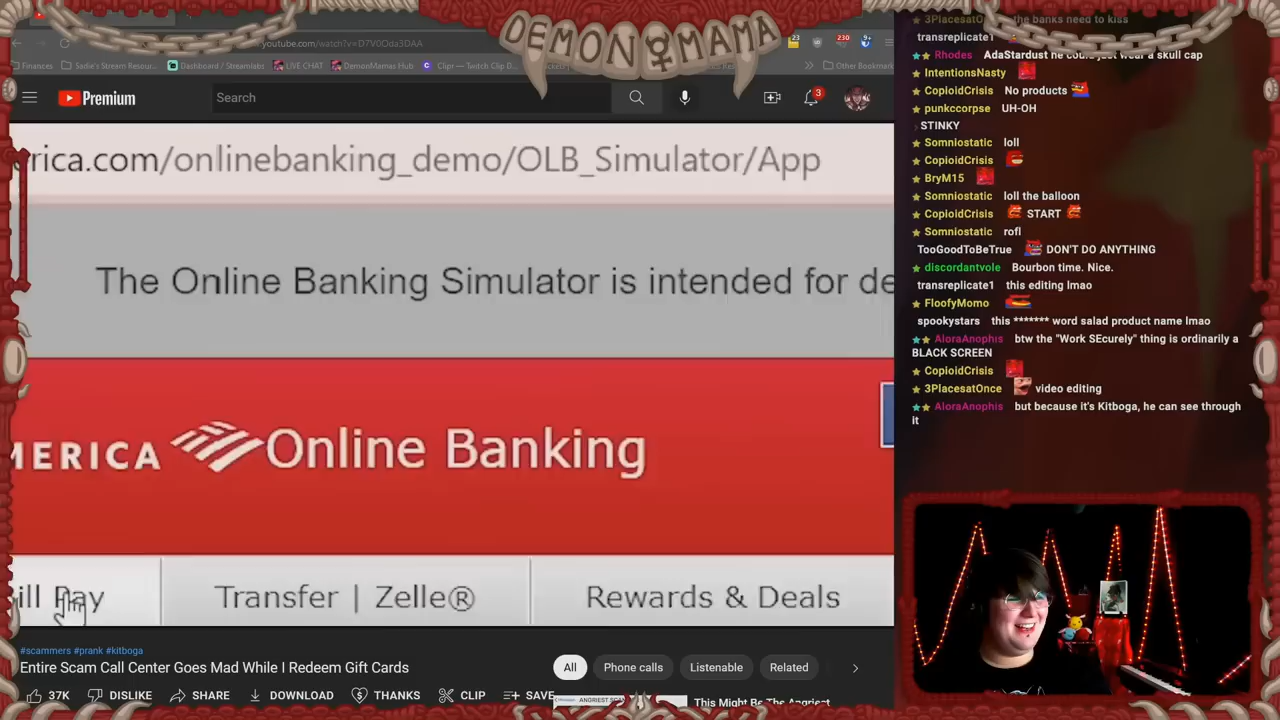 DEMON MAMA
youtube.com/watch?v=D7V0Oda3DAA
23
230
9+
Finances
Sadie's Stream Resour...
Dashboard / Streamlabs
LIVE CHAT
DemonMamas Hub
Clipr — Twitch Clip D...
Other Bookmark
Premium
Search
3
rica.com/onlinebanking_demo/OLB_Simulator/App
The Online Banking Simulator is intended for de
MERICA Online Banking
ill Pay
Transfer | Zelle®
Rewards & Deals
#scammers #prank #kitboga
Entire Scam Call Center Goes Mad While I Redeem Gift Cards
37K
DISLIKE
SHARE
DOWNLOAD
THANKS
CLIP
SAVE
All
Phone calls
Listenable
Related
This Might Be The Angriest
3PlacesatO the banks need to kiss
transreplicate1
Rhodes AdaStardust he could just wear a skull cap
IntentionsNasty
CopioidCrisis No products
punkccorpse UH-OH
STINKY
Somniostatic loll
CopioidCrisis
BryM15
Somniostatic loll the balloon
CopioidCrisis START
Somniostatic rofl
TooGoodToBeTrue DON'T DO ANYTHING
discordantvole Bourbon time. Nice.
transreplicate1 this editing lmao
FloofyMomo
spookystars this ******* word salad product name lmao
AloraAnophis btw the "Work SEcurely" thing is ordinarily a
BLACK SCREEN
CopioidCrisis
3PlacesatOnce video editing
AloraAnophis but because it's Kitboga, he can see through
it